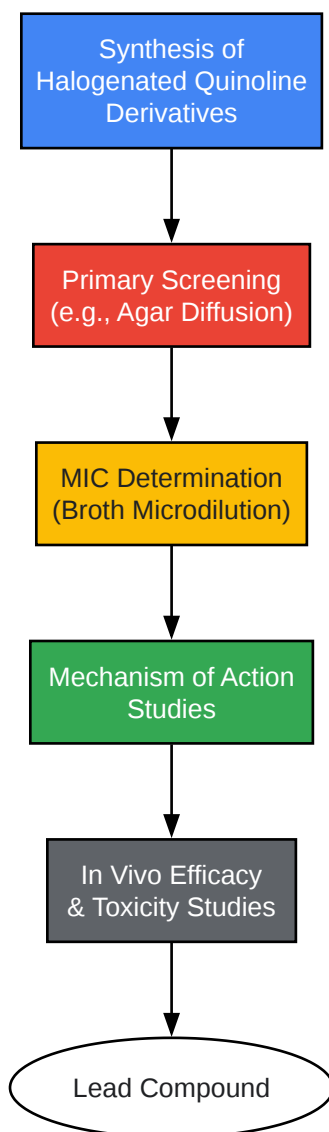 Synthesis of
Halogenated Quinoline
Derivatives
Primary Screening
(e.g., Agar Diffusion)
MIC Determination
(Broth Microdilution)
Mechanism of Action
Studies
In Vivo Efficacy
& Toxicity Studies
Lead Compound